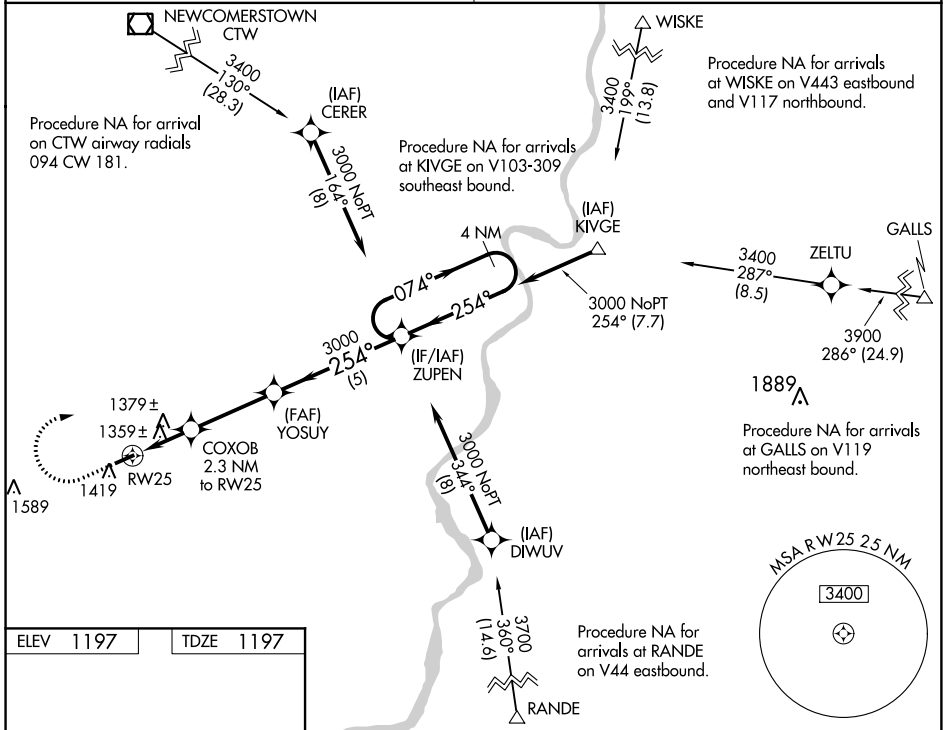 NEWCOMERSTOWN
CTW
3400
130°
(28.3)
(IAF)
CERER
Procedure NA for arrival
on CTW airway radials
094 CW 181.
3000 NoPT
164°
(8)
WISKE
3400
199°
(13.8)
Procedure NA for arrivals
at WISKE on V443 eastbound
and V117 northbound.
Procedure NA for arrivals
at KIVGE on V103-309
southeast bound.
(IAF)
KIVGE
4 NM
074°
254°
3000 NoPT
254° (7.7)
GALLS
ZELTU
3400
287°
(8.5)
3900
286° (24.9)
1889
Procedure NA for arrivals
at GALLS on V119
northeast bound.
3000
254°
(5)
(IF/IAF)
ZUPEN
(FAF)
YOSUY
1379 ±
1359 ±
COXOB
2.3 NM
to RW25
RW25
1419
1589
3000 NoPT
344°
(8)
(IAF)
DIWUV
3700
360°
(14.6)
RANDE
Procedure NA for
arrivals at RANDE
on V44 eastbound.
MSA RW25 25 NM
3400
ELEV 1197
TDZE 1197